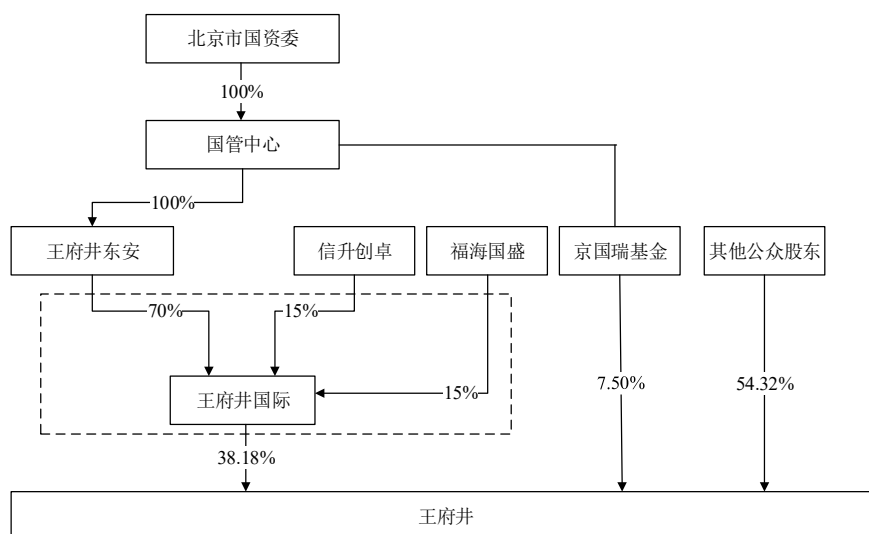 北京市国资委
100%
国管中心
100%
王府井东安
信升创卓
福海国盛
京国瑞基金
其他公众股东
70%
15%
王府井国际
15%
7.50%
54.32%
38.18%
王府井